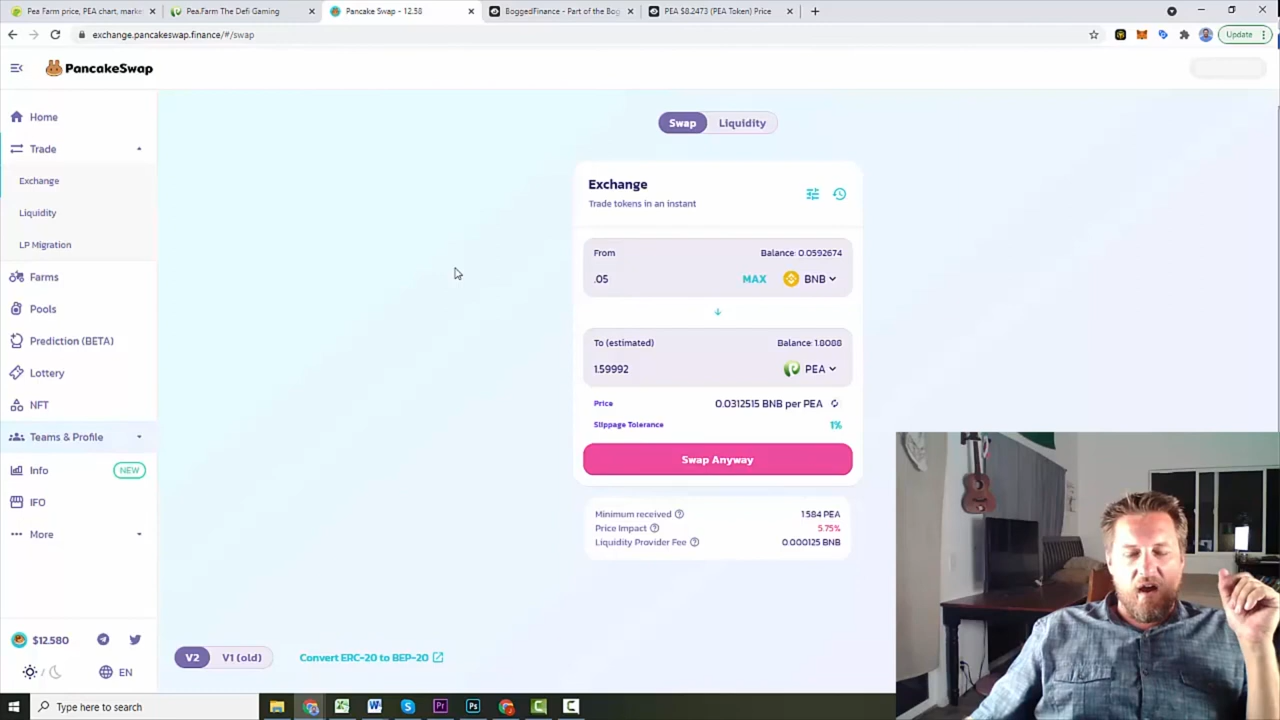 Pea Farm price, PEA chart, market
Pea.Farm The Defi Gaming
Pancake Swap - 12.58
BoggedFinance - Part of the Bog
PEA $8.2473 (PEA Token) Price
exchange.pancakeswap.finance/#/swap
Update
PancakeSwap
Home
Trade
Exchange
Liquidity
LP Migration
Farms
Pools
Prediction (BETA)
Lottery
NFT
Teams & Profile
Info
NEW
IFO
More
$12.580
EN
Swap
Liquidity
Exchange
Trade tokens in an instant
From
Balance: 0.0592674
.05
MAX
BNB
To (estimated)
Balance: 1.8088
1.59992
PEA
Price
0.0312515 BNB per PEA
Slippage Tolerance
1%
Swap Anyway
Minimum received
1.584 PEA
Price Impact
5.75%
Liquidity Provider Fee
0.000125 BNB
V2
V1 (old)
Convert ERC-20 to BEP-20
Type here to search